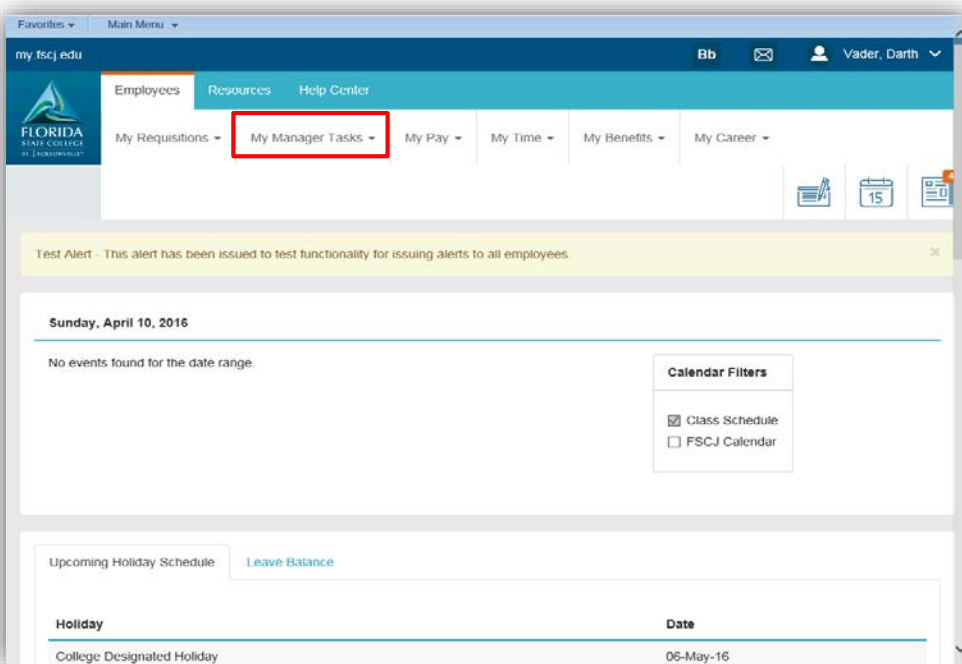 Favorites Main Menu
my.fscj.edu Bb Vader, Darth
Employees Resources Help Center
FLORIDA
STATE COLLEGE
AT JACKSONVILLE
My Requisitions My Manager Tasks My Pay My Time My Benefits My Career
15 4
Test Alert - This alert has been issued to test functionality for issuing alerts to all employees. ×
Sunday, April 10, 2016
No events found for the date range.
Calendar Filters
Class Schedule
FSCJ Calendar
Upcoming Holiday Schedule Leave Balance
Holiday Date
College Designated Holiday 06-May-16